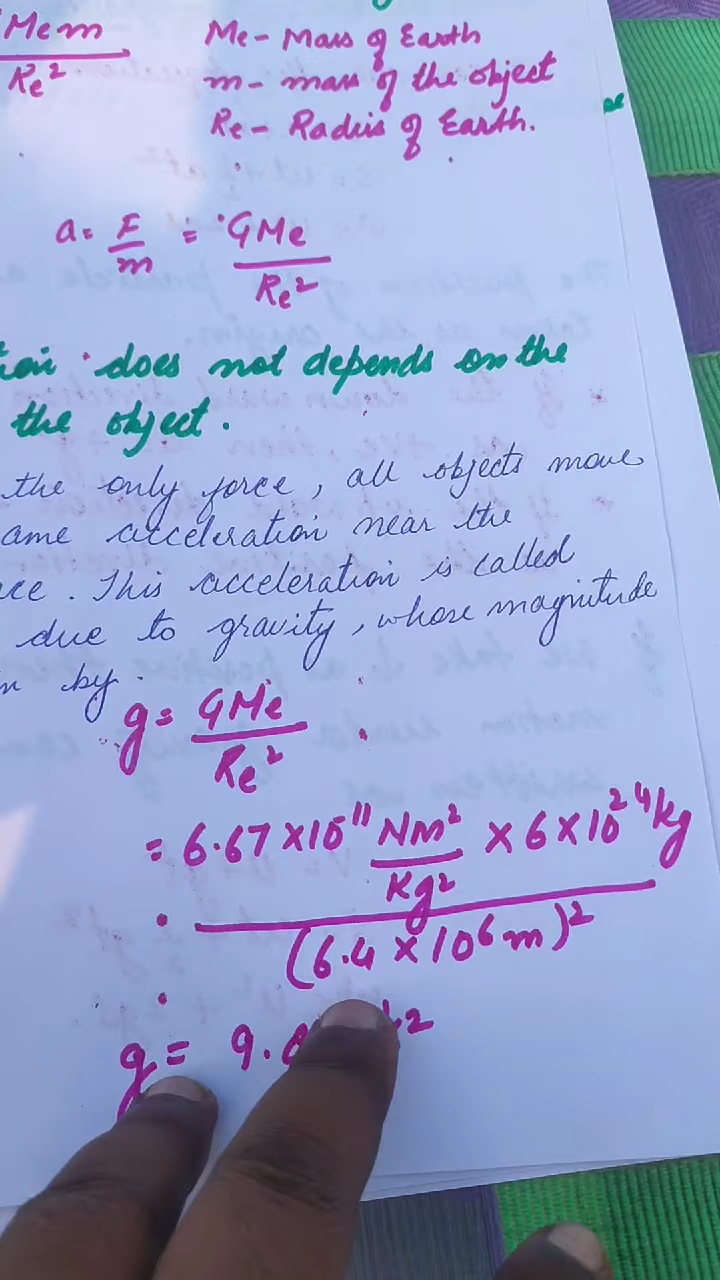 Mem
Re²
Me - Mass of Earth
m - mass of the object
Re - Radius of Earth.
a = F/m = GMe/Re²
does not depends on the
the object.
the only force, all objects move
ame acceleration near the
ce. This acceleration is called
due to gravity, whose magnitude
n by.
g = GMe/Re²
= 6.67 × 10⁻¹¹ Nm²/Kg² × 6 × 10²⁴ kg
(6.4 × 10⁶ m)²
g = 9.